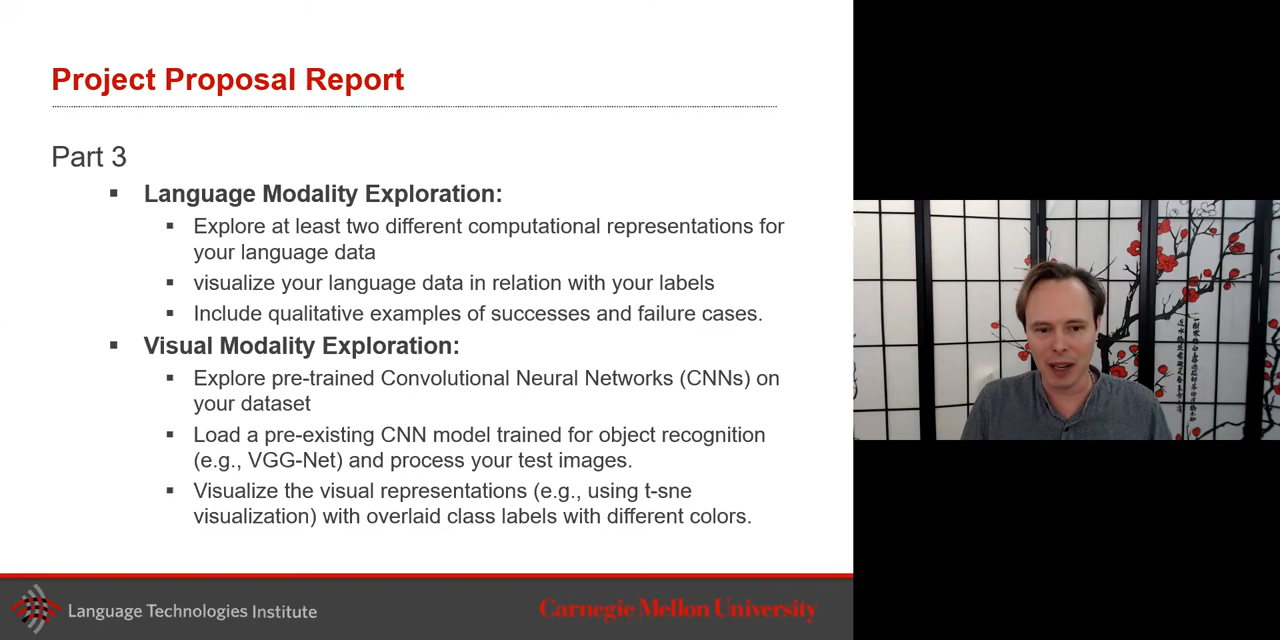 Project Proposal Report
Part 3
▪ Language Modality Exploration:
▪ Explore at least two different computational representations for
your language data
▪ visualize your language data in relation with your labels
▪ Include qualitative examples of successes and failure cases.
▪ Visual Modality Exploration:
▪ Explore pre-trained Convolutional Neural Networks (CNNs) on
your dataset
▪ Load a pre-existing CNN model trained for object recognition
(e.g., VGG-Net) and process your test images.
▪ Visualize the visual representations (e.g., using t-sne
visualization) with overlaid class labels with different colors.
Language Technologies Institute
Carnegie Mellon University